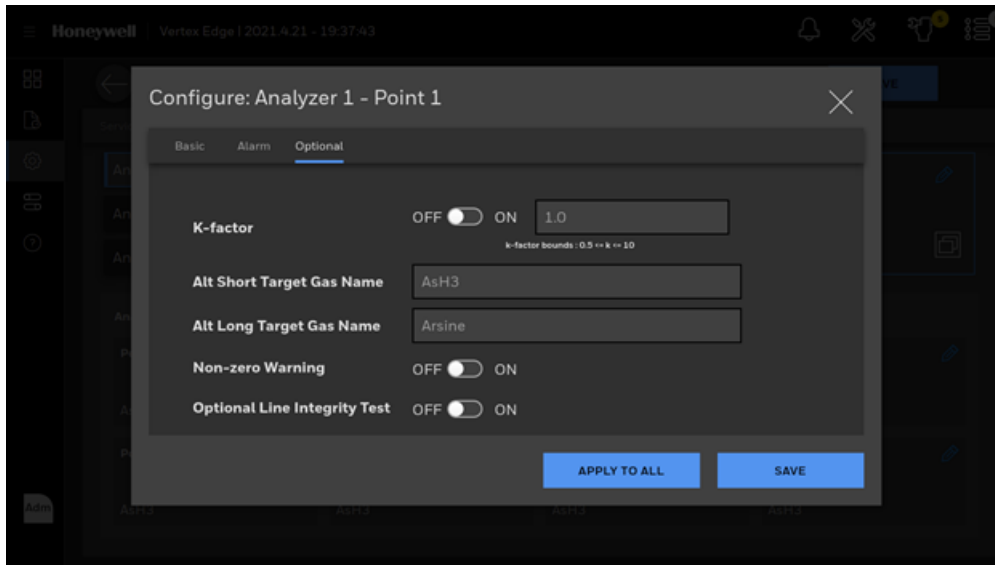 Honeywell Vertex Edge | 2021.4.21 - 19:37:43
Configure: Analyzer 1 - Point 1
Basic Alarm Optional
K-factor OFF ON 1.0
k-factor bounds : 0.5 <= k <= 10
Alt Short Target Gas Name AsH3
Alt Long Target Gas Name Arsine
Non-zero Warning OFF ON
Optional Line Integrity Test OFF ON
APPLY TO ALL SAVE
Adm AsH3 AsH3 AsH3 AsH3